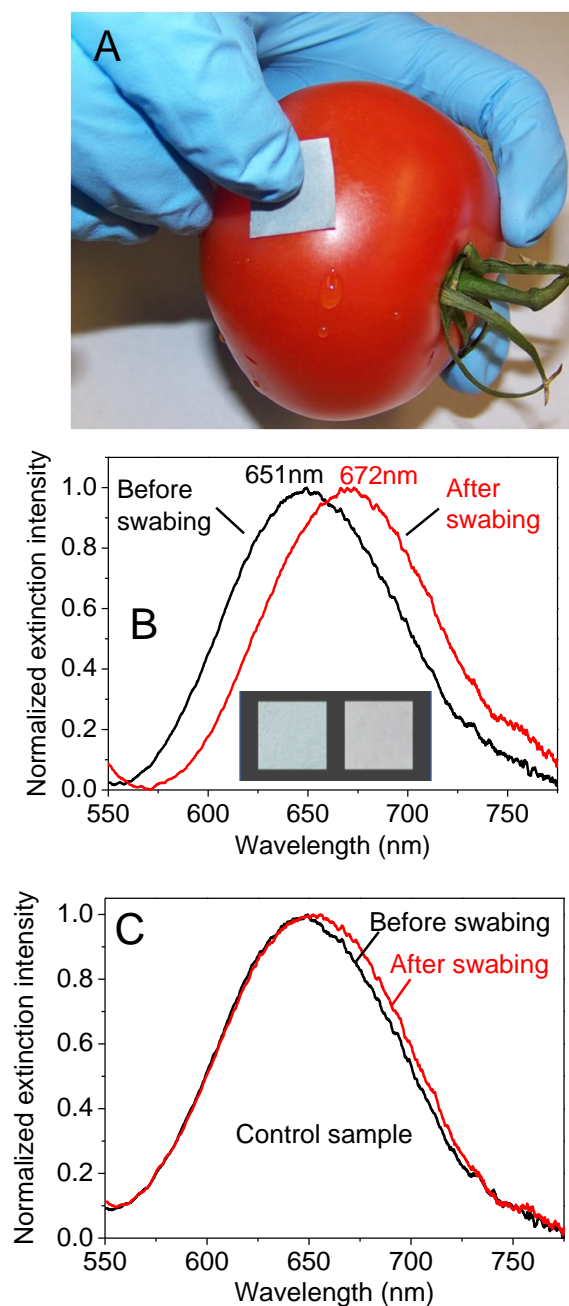 A
651nm 672nm
Before
swabing
After
swabing
B
Normalized extinction intensity
1.0
0.8
0.6
0.4
0.2
0.0
550 600 650 700 750
Wavelength (nm)
C
Before swabing
After swabing
Control sample
Normalized extinction intensity
1.0
0.8
0.6
0.4
0.2
0.0
550 600 650 700 750
Wavelength (nm)